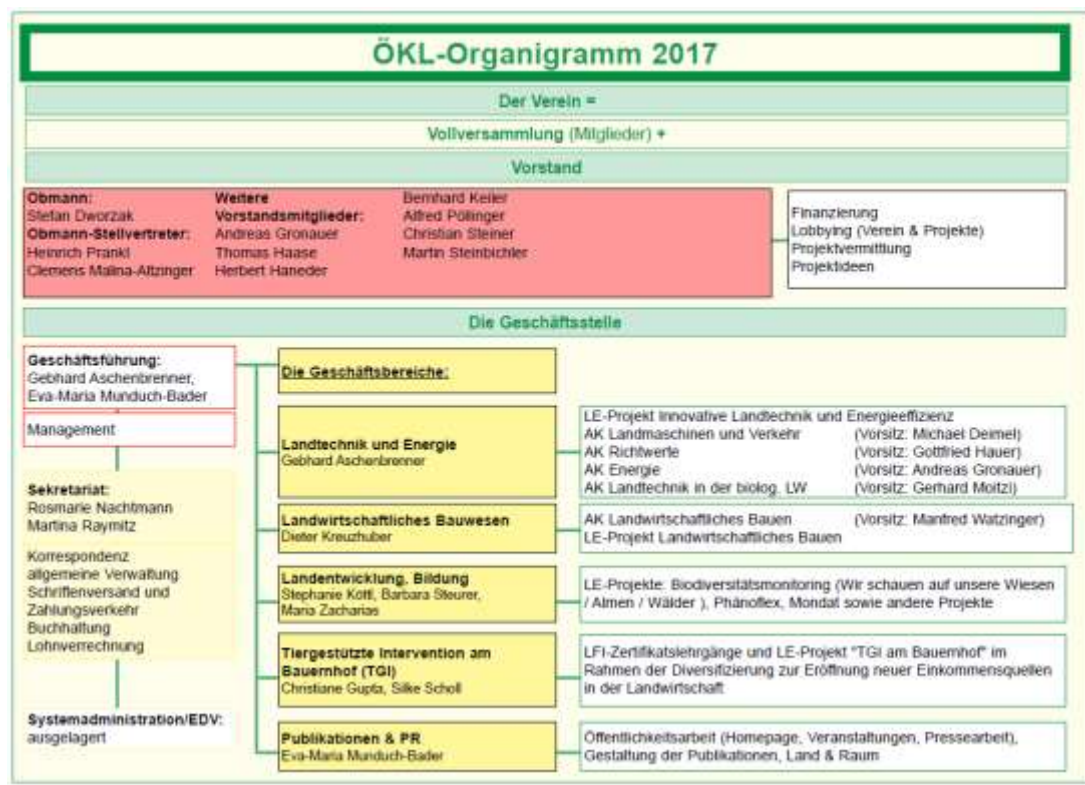 ÖKL-Organigramm 2017
Der Verein =
Vollversammlung (Mitglieder) +
Vorstand
Obmann:
Stefan Dworzak
Obmann-Stellvertreter:
Heinrich Prankl
Clemens Malina-Altzinger
Weitere
Vorstandsmitglieder:
Andreas Gronauer
Thomas Haase
Herbert Haneder
Bernhard Keiler
Alfred Pöllinger
Christian Steiner
Martin Steinbichler
Finanzierung
Lobbying (Verein & Projekte)
Projektvermittlung
Projektideen
Die Geschäftsstelle
Geschäftsführung:
Gebhard Aschenbrenner,
Eva-Maria Munduch-Bader
Management
Sekretariat:
Rosmarie Nachtmann
Martina Raymitz
Korrespondenz
allgemeine Verwaltung
Schriftenversand und
Zahlungsverkehr
Buchhaltung
Lohnverrechnung
Systemadministration/EDV:
ausgelagert
Die Geschäftsbereiche:
Landtechnik und Energie
Gebhard Aschenbrenner
LE-Projekt Innovative Landtechnik und Energieeffizienz
AK Landmaschinen und Verkehr (Vorsitz: Michael Deimel)
AK Richtwerte (Vorsitz: Gottfried Hauer)
AK Energie (Vorsitz: Andreas Gronauer)
AK Landtechnik in der biolog. LW (Vorsitz: Gerhard Moitzi)
Landwirtschaftliches Bauwesen
Dieter Kreuzhuber
AK Landwirtschaftliches Bauen (Vorsitz: Manfred Watzinger)
LE-Projekt Landwirtschaftliches Bauen
Landentwicklung, Bildung
Stephanie Köttl, Barbara Steurer,
Maria Zacharias
LE-Projekte: Biodiversitätsmonitoring (Wir schauen auf unsere Wiesen
/ Almen / Wälder ), Phänoflex, Mondat sowie andere Projekte
Tiergestützte Intervention am
Bauernhof (TGI)
Christiane Gupta, Silke Scholl
LFI-Zertifikatslehrgänge und LE-Projekt "TGI am Bauernhof" im
Rahmen der Diversifizierung zur Eröffnung neuer Einkommensquellen
in der Landwirtschaft
Publikationen & PR
Eva-Maria Munduch-Bader
Öffentlichkeitsarbeit (Homepage, Veranstaltungen, Pressearbeit),
Gestaltung der Publikationen, Land & Raum